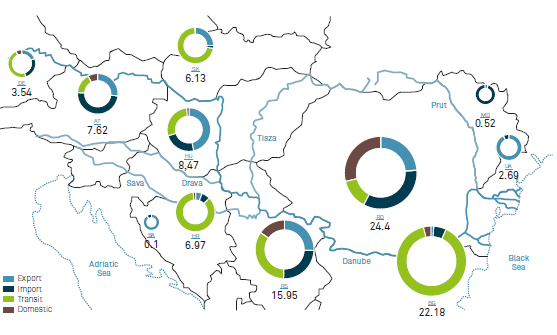 SK
6.13
DE
3.54
AT
7.62
MD
0.52
Prut
Tisza
HU
8,47
UA
2.69
Sava
Drava
RO
24.4
HR
6.97
BA
0.1
Adriatic
Sea
Danube
Black
Sea
RS
15.95
BG
22.18
Export
Import
Transit
Domestic